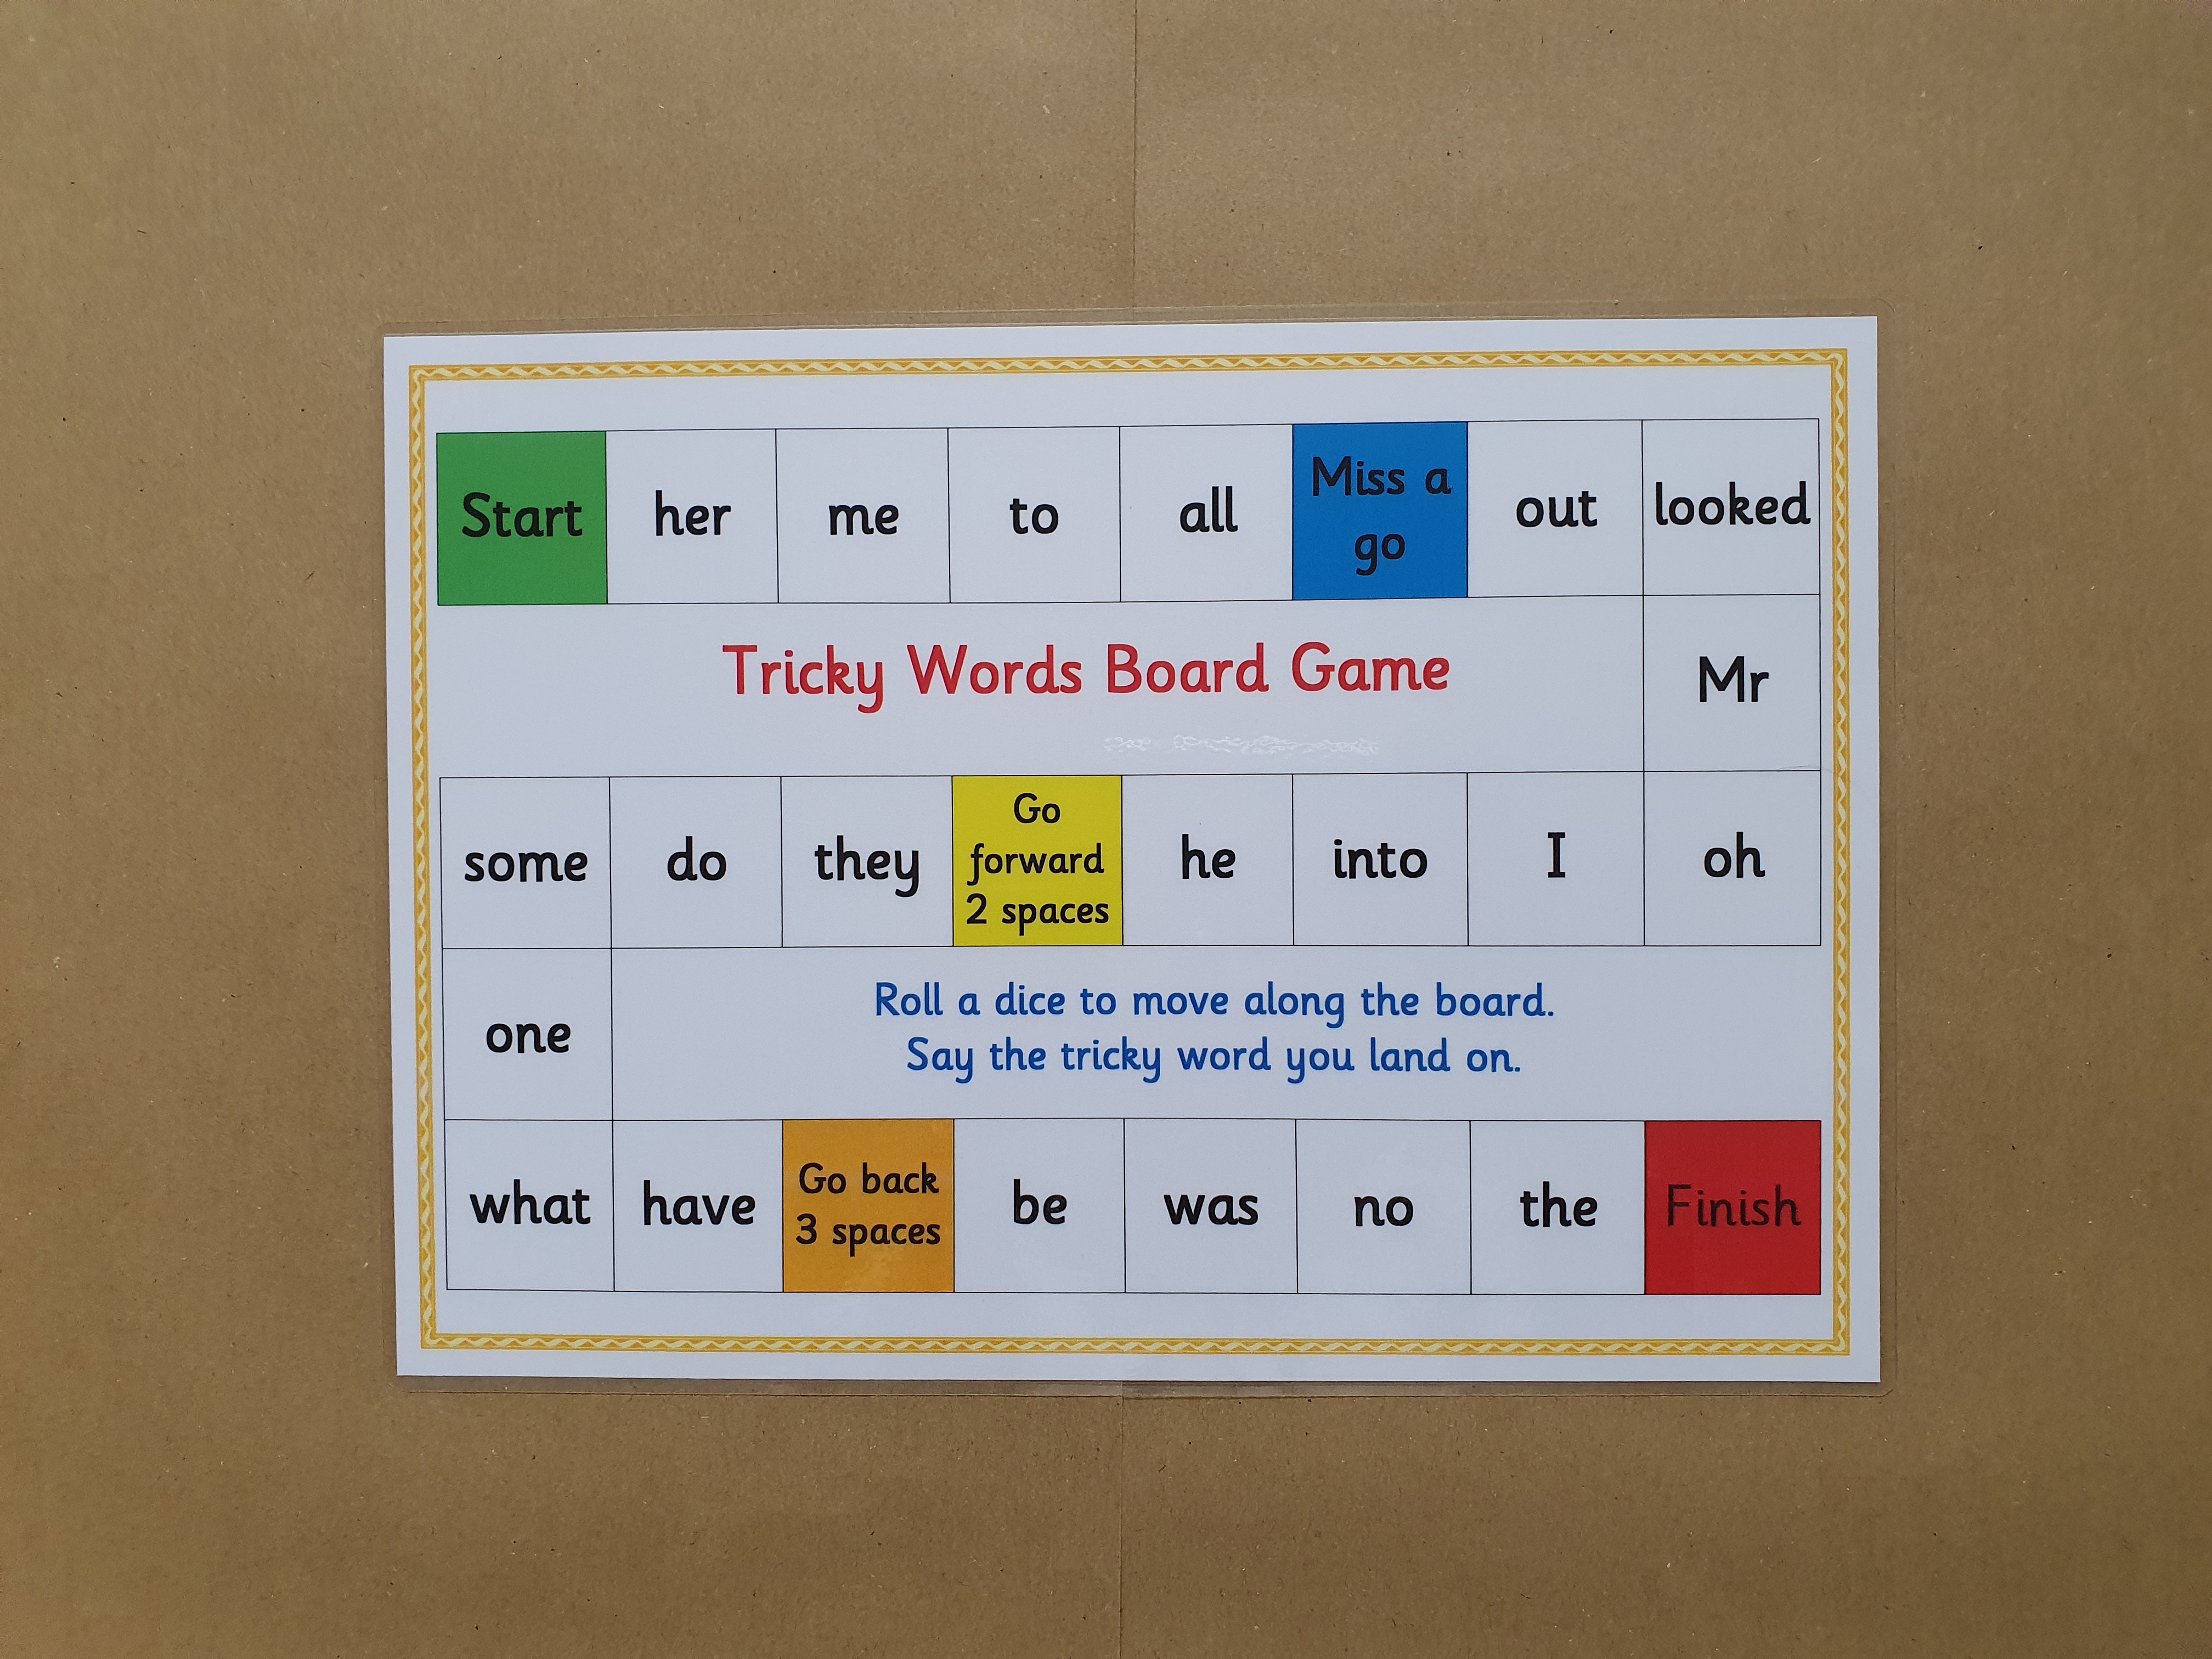 Start her me to all Miss a go out looked
Tricky Words Board Game Mr
some do they Go forward 2 spaces he into I oh
one
Roll a dice to move along the board.
Say the tricky word you land on.
what have Go back 3 spaces be was no the Finish